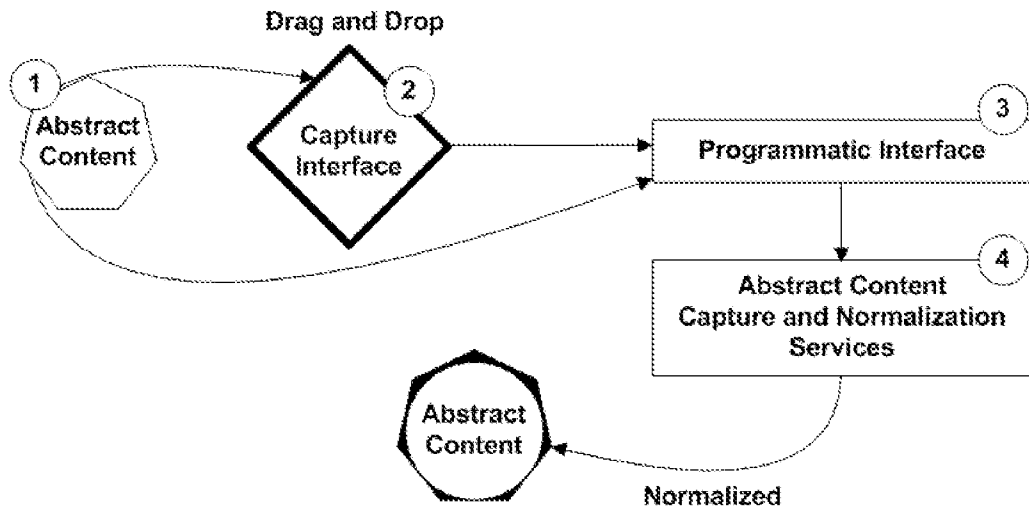 Drag and Drop
1
Abstract
Content
2
Capture
Interface
3
Programmatic Interface
4
Abstract Content
Capture and Normalization
Services
Abstract
Content
Normalized